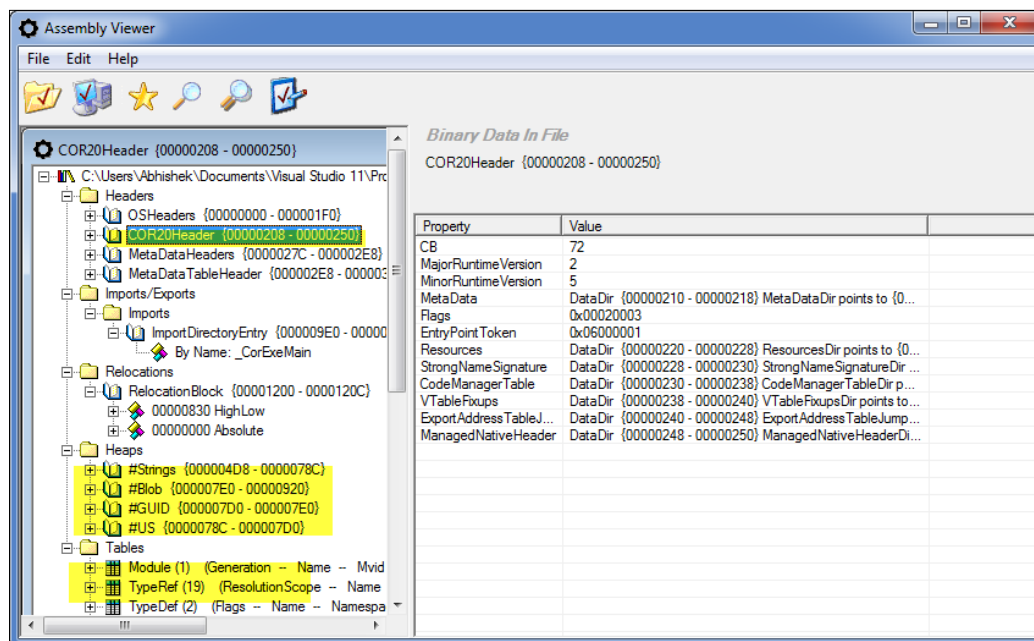 Assembly Viewer
File Edit Help
COR20Header {00000208 - 00000250}
C:\Users\Abhishek\Documents\Visual Studio 11\Prc
Headers
OSHeaders {00000000 - 000001F0}
COR20Header {00000208 - 00000250}
MetaDataHeaders {0000027C - 000002E8}
MetaDataTableHeader {000002E8 - 000003
Imports/Exports
Imports
ImportDirectoryEntry {000009E0 - 00000
By Name: _CorExeMain
Relocations
RelocationBlock {00001200 - 0000120C}
00000830 HighLow
00000000 Absolute
Heaps
#Strings {000004D8 - 0000078C}
#Blob {000007E0 - 00000920}
#GUID {000007D0 - 000007E0}
#US {0000078C - 000007D0}
Tables
Module (1) (Generation -- Name -- Mvid
TypeRef (19) (ResolutionScope -- Name
TypeDef (2) (Flags -- Name -- Namespa
Binary Data In File
COR20Header {00000208 - 00000250}
Property Value
CB 72
MajorRuntimeVersion 2
MinorRuntimeVersion 5
MetaData DataDir {00000210 - 00000218} MetaDataDir points to {0...
Flags 0x00020003
EntryPointToken 0x06000001
Resources DataDir {00000220 - 00000228} ResourcesDir points to {0...
StrongNameSignature DataDir {00000228 - 00000230} StrongNameSignatureDir ...
CodeManagerTable DataDir {00000230 - 00000238} CodeManagerTableDir p...
VTableFixups DataDir {00000238 - 00000240} VTableFixupsDir points to...
ExportAddressTableJ... DataDir {00000240 - 00000248} ExportAddressTableJump...
ManagedNativeHeader DataDir {00000248 - 00000250} ManagedNativeHeaderDi...